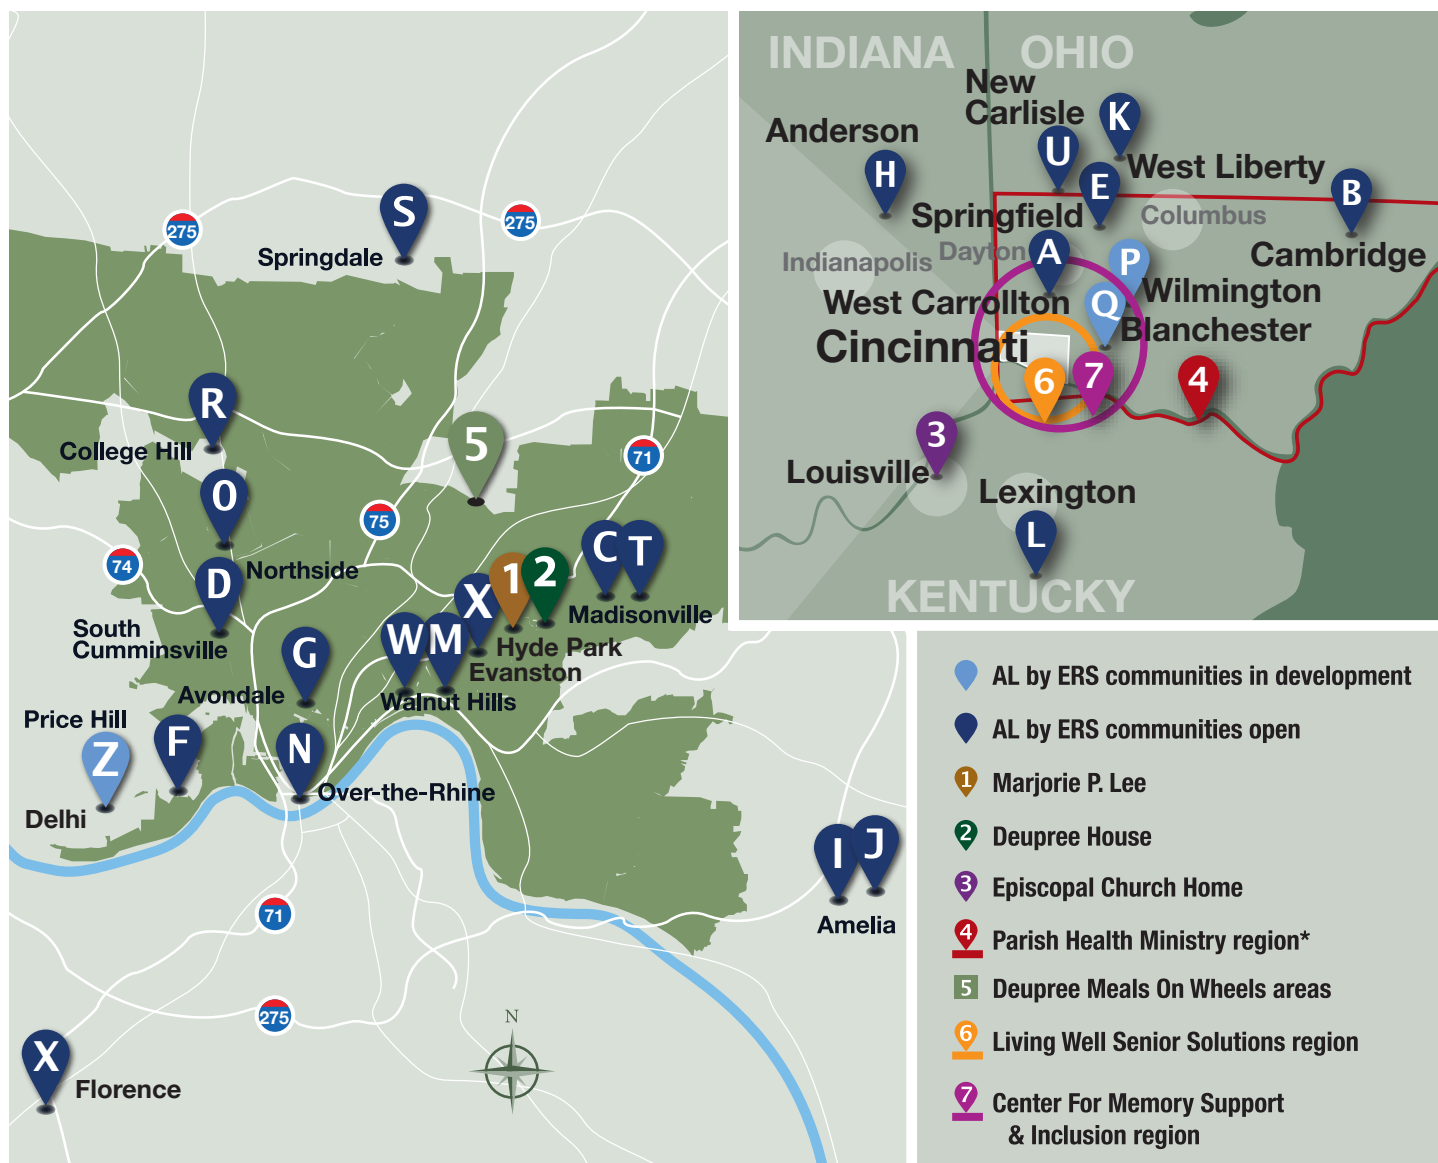 S
275
275
Springdale
R
College Hill
5
71
O
75
74
Northside
D
C
T
1
2
X
Madisonville
South
Cumminsville
W
M
Hyde Park
Evanston
G
Avondale
Walnut Hills
Price Hill
F
Z
N
Over-the-Rhine
Delhi
I
J
Amelia
71
275
N
X
Florence
INDIANA
OHIO
New
Carlisle
K
Anderson
U
West Liberty
H
E
B
Springfield
Columbus
Dayton
A
Cambridge
Indianapolis
P
West Carrollton
Wilmington
Q
Blanchester
Cincinnati
6
7
4
3
Louisville
Lexington
L
KENTUCKY
AL by ERS communities in development
AL by ERS communities open
1 Marjorie P. Lee
2 Deupree House
3 Episcopal Church Home
4 Parish Health Ministry region*
5 Deupree Meals On Wheels areas
6 Living Well Senior Solutions region
7 Center For Memory Support
& Inclusion region